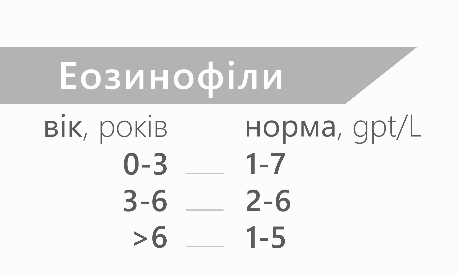 Еозинофіли
вік, років норма, gpt/L
0-3 1-7
3-6 2-6
>6 1-5